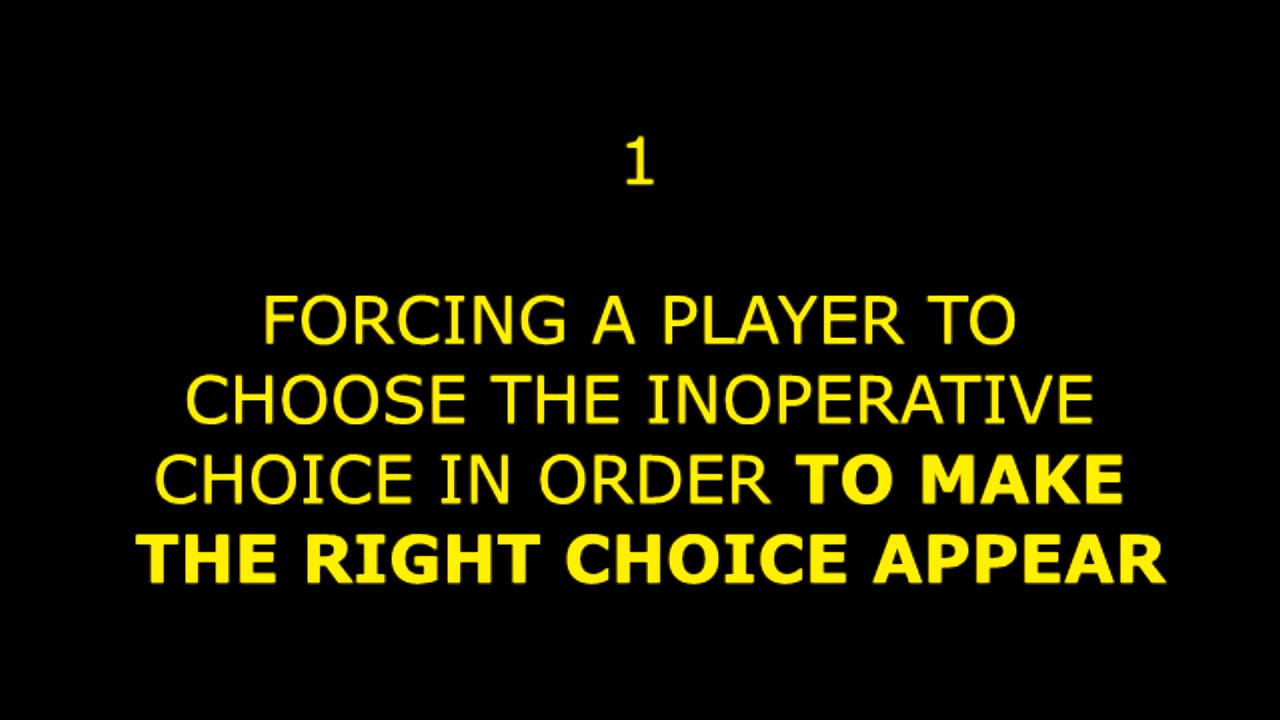 1
FORCING A PLAYER TO
CHOOSE THE INOPERATIVE
CHOICE IN ORDER TO MAKE
THE RIGHT CHOICE APPEAR